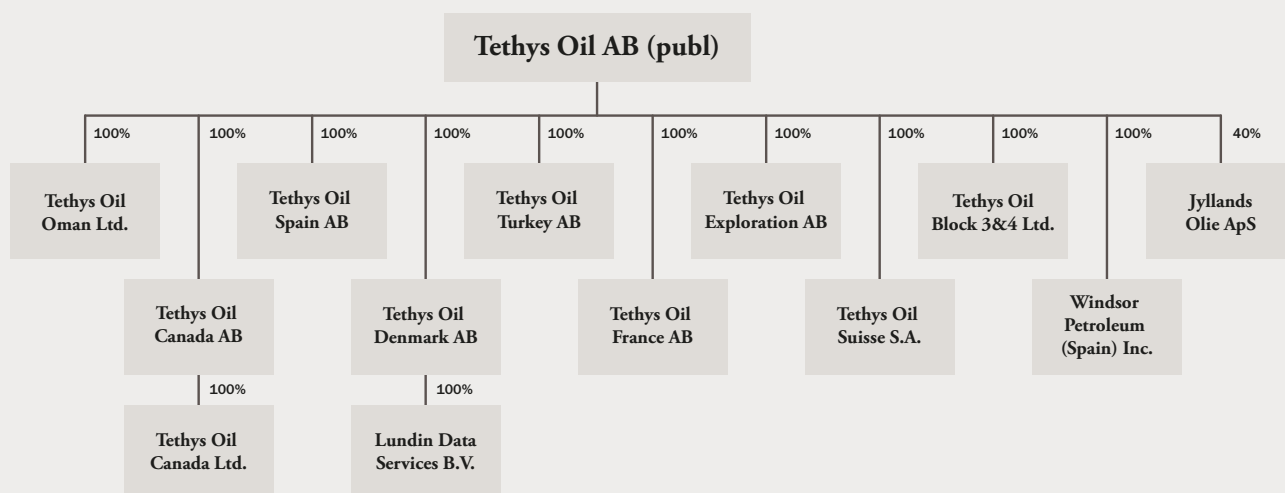 Tethys Oil AB (publ)
100%
100%
100%
100%
100%
100%
100%
100%
100%
100%
40%
Tethys Oil
Oman Ltd.
Tethys Oil
Spain AB
Tethys Oil
Turkey AB
Tethys Oil
Exploration AB
Tethys Oil
Block 3&4 Ltd.
Jyllands
Olie ApS
Tethys Oil
Canada AB
Tethys Oil
Denmark AB
Tethys Oil
France AB
Tethys Oil
Suisse S.A.
Windsor
Petroleum
(Spain) Inc.
100%
100%
Tethys Oil
Canada Ltd.
Lundin Data
Services B.V.